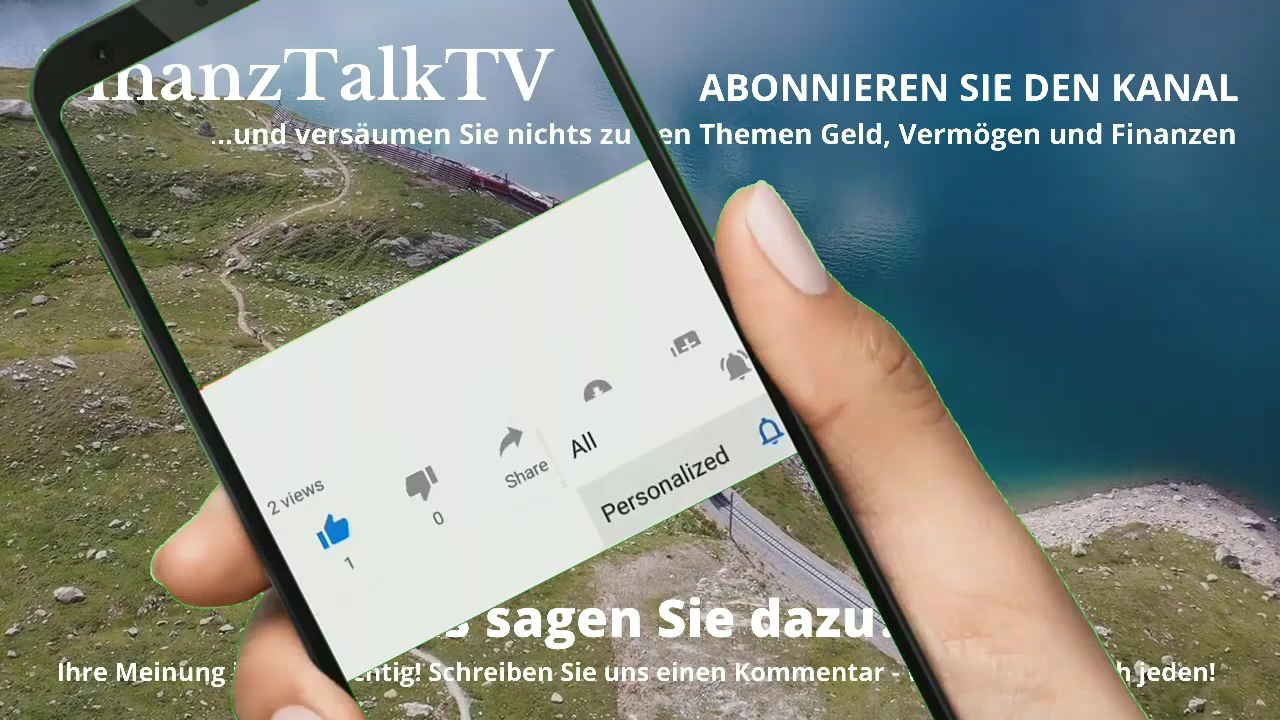 inanzTalkTV
ABONNIEREN SIE DEN KANAL
...und versäumen Sie nichts zu en Themen Geld, Vermögen und Finanzen
2 views
1
0
Share
All
Personalized
sagen Sie dazu?
Ihre Meinung chtig! Schreiben Sie uns einen Kommentar - h jeden!